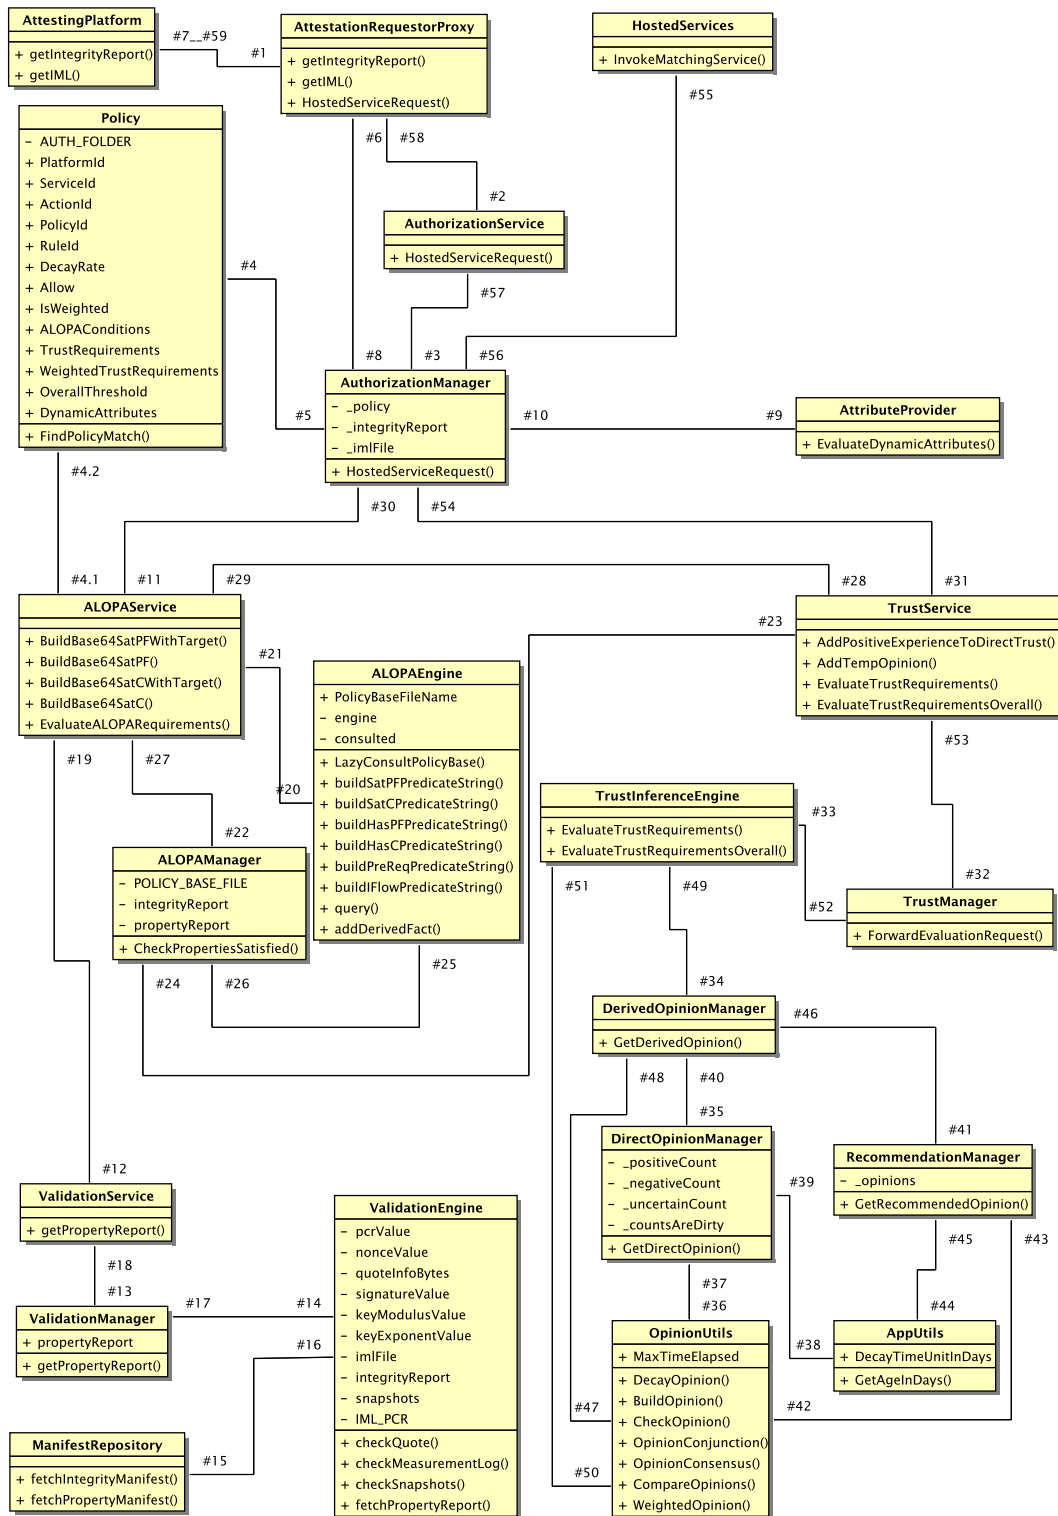 AttestingPlatform
+ getIntegrityReport()
+ getIML()
#7__#59
#1
AttestationRequestorProxy
+ getIntegrityReport()
+ getIML()
+ HostedServiceRequest()
HostedServices
+ InvokeMatchingService()
#55
#6
#58
Policy
– AUTH_FOLDER
+ PlatformId
+ ServiceId
+ ActionId
+ PolicyId
+ RuleId
+ DecayRate
+ Allow
+ IsWeighted
+ ALOPAConditions
+ TrustRequirements
+ WeightedTrustRequirements
+ OverallThreshold
+ DynamicAttributes
+ FindPolicyMatch()
#2
AuthorizationService
+ HostedServiceRequest()
#4
#57
#8
#3
#56
AuthorizationManager
– _policy
– _integrityReport
– _imlFile
+ HostedServiceRequest()
#5
#10
#9
AttributeProvider
+ EvaluateDynamicAttributes()
#4.2
#30
#54
#4.1
#11
#29
#28
#31
ALOPAService
+ BuildBase64SatPFWithTarget()
+ BuildBase64SatPF()
+ BuildBase64SatCWithTarget()
+ BuildBase64SatC()
+ EvaluateALOPARequirements()
#21
#23
TrustService
+ AddPositiveExperienceToDirectTrust()
+ AddTempOpinion()
+ EvaluateTrustRequirements()
+ EvaluateTrustRequirementsOverall()
ALOPAEngine
+ PolicyBaseFileName
– engine
– consulted
+ LazyConsultPolicyBase()
+ buildSatPFPredicateString()
+ buildSatCPredicateString()
+ buildHasPFPredicateString()
+ buildHasCPredicateString()
+ buildPreReqPredicateString()
+ buildIFlowPredicateString()
+ query()
+ addDerivedFact()
#19
#27
#20
#53
#22
ALOPAManager
– POLICY_BASE_FILE
– integrityReport
– propertyReport
+ CheckPropertiesSatisfied()
TrustInferenceEngine
+ EvaluateTrustRequirements()
+ EvaluateTrustRequirementsOverall()
#33
#51
#49
#52
#32
TrustManager
+ ForwardEvaluationRequest()
#24
#26
#25
#34
DerivedOpinionManager
+ GetDerivedOpinion()
#46
#48
#40
#35
#41
DirectOpinionManager
– _positiveCount
– _negativeCount
– _uncertainCount
– _countsAreDirty
+ GetDirectOpinion()
#39
RecommendationManager
– _opinions
+ GetRecommendedOpinion()
#12
ValidationService
+ getPropertyReport()
#18
#13
ValidationManager
+ propertyReport
+ getPropertyReport()
#17
#14
#16
ValidationEngine
– pcrValue
– nonceValue
– quoteInfoBytes
– signatureValue
– keyModulusValue
– keyExponentValue
– imlFile
– integrityReport
– snapshots
– IML_PCR
+ checkQuote()
+ checkMeasurementLog()
+ checkSnapshots()
+ fetchPropertyReport()
#37
#36
#45
#43
#44
#38
OpinionUtils
+ MaxTimeElapsed
+ DecayOpinion()
+ BuildOpinion()
+ CheckOpinion()
+ OpinionConjunction()
+ OpinionConsensus()
+ CompareOpinions()
+ WeightedOpinion()
AppUtils
+ DecayTimeUnitInDays
+ GetAgeInDays()
#47
#42
#50
ManifestRepository
+ fetchIntegrityManifest()
+ fetchPropertyManifest()
#15